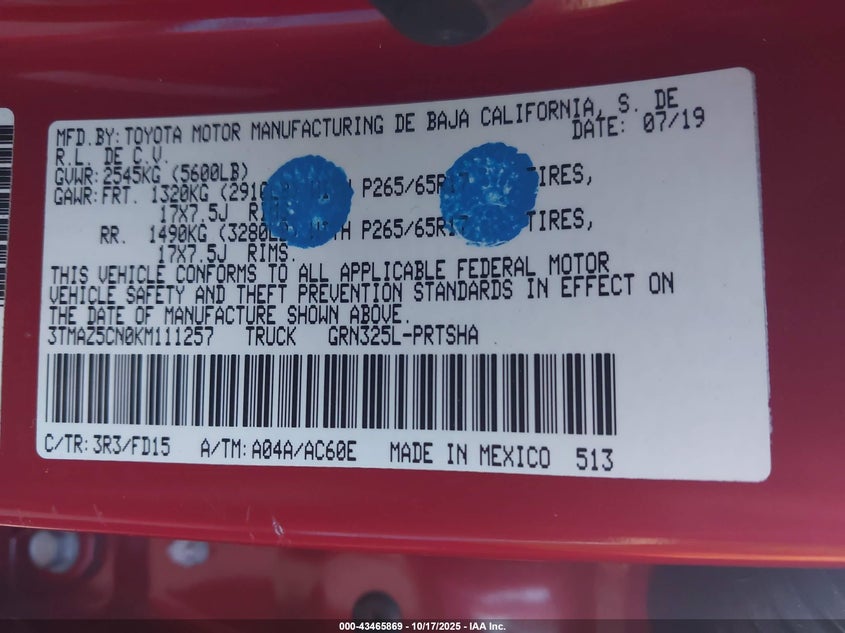 MFD. BY: TOYOTA MOTOR MANUFACTURING DE BAJA CALIFORNIA, S. DE
R.L. DE C.V. DATE: 07/19
GVWR: 2545KG (5600LB)
GAWR: FRT. 1320KG P265/65R17 TIRES,
17X7.5J RIMS
RR. 1490KG (3280LB) WITH P265/65R17 TIRES,
17X7.5J RIMS.
THIS VEHICLE CONFORMS TO ALL APPLICABLE FEDERAL MOTOR
VEHICLE SAFETY AND THEFT PREVENTION STANDARDS IN EFFECT ON
THE DATE OF MANUFACTURE SHOWN ABOVE.
3TMAZ5CN0KM111257 TRUCK GRN325L-PRTSHA
C/TR: 3R3/FD15 A/TM: A04A/AC60E MADE IN MEXICO 513
000-43465869 - 10/17/2025 - IAA Inc.